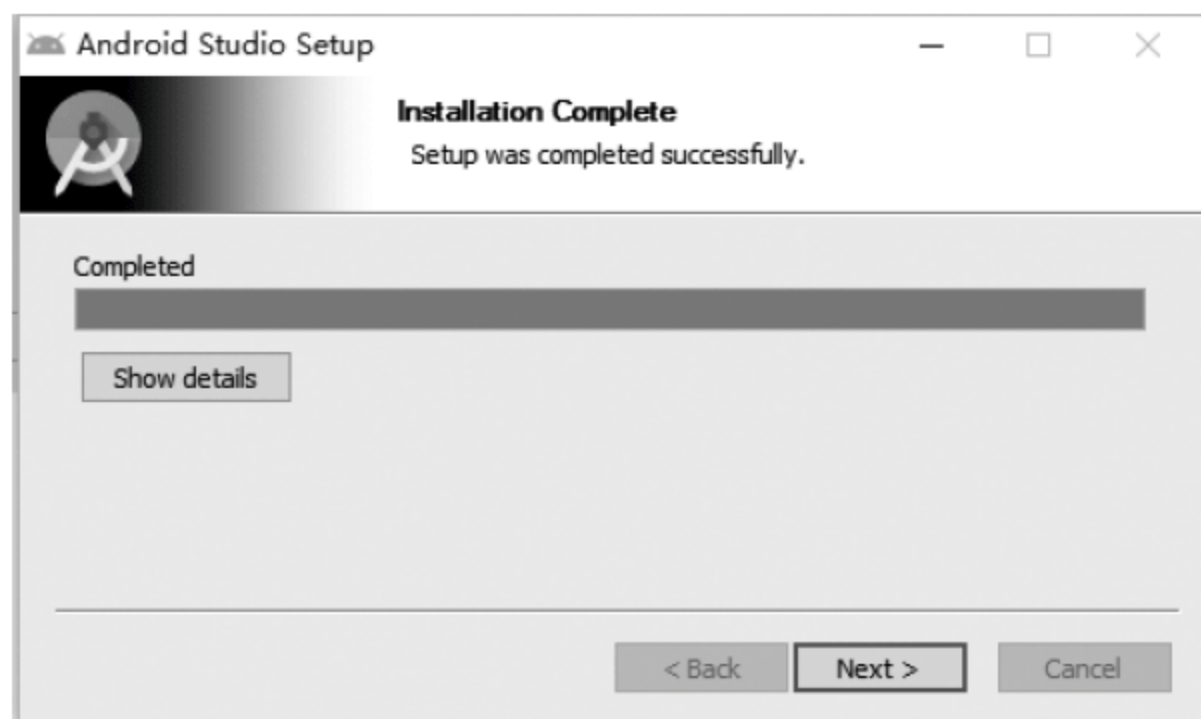 Android Studio Setup
Installation Complete
Setup was completed successfully.
Completed
Show details
< Back
Next >
Cancel